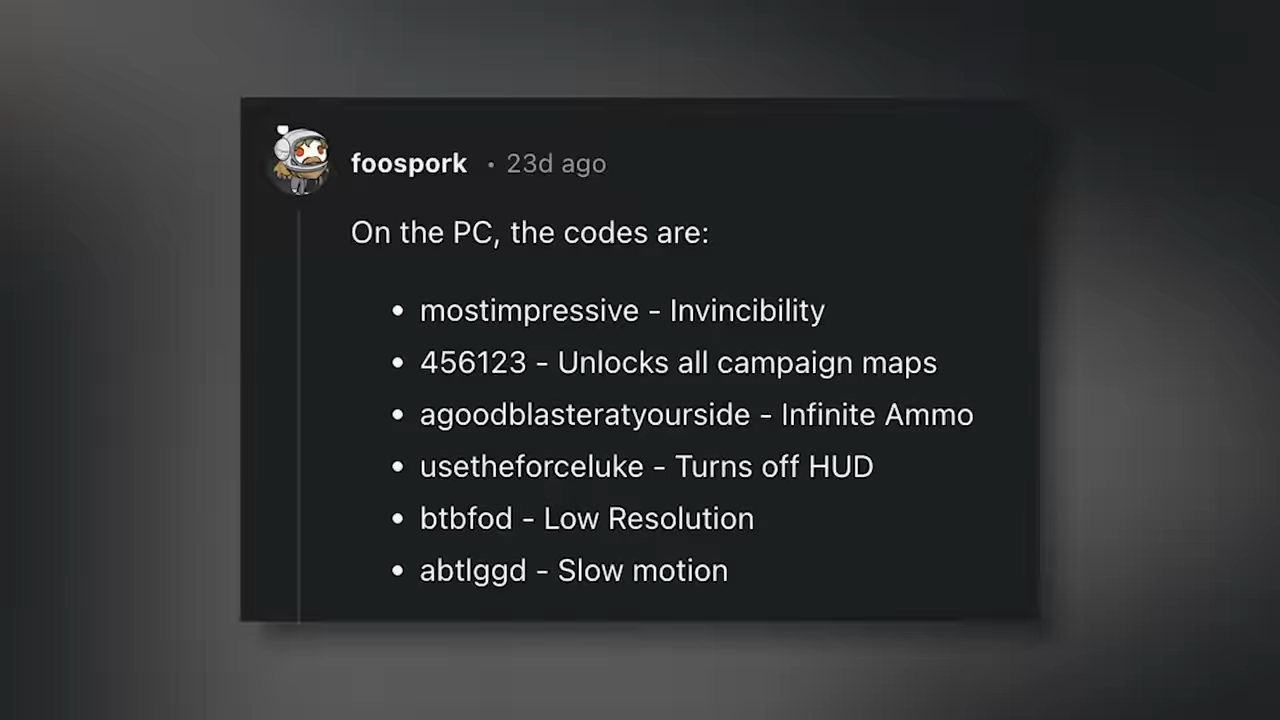 foospork • 23d ago
On the PC, the codes are:
• mostimpressive - Invincibility
• 456123 - Unlocks all campaign maps
• agoodblasteratyourside - Infinite Ammo
• usetheforceluke - Turns off HUD
• btbfod - Low Resolution
• abtlggd - Slow motion